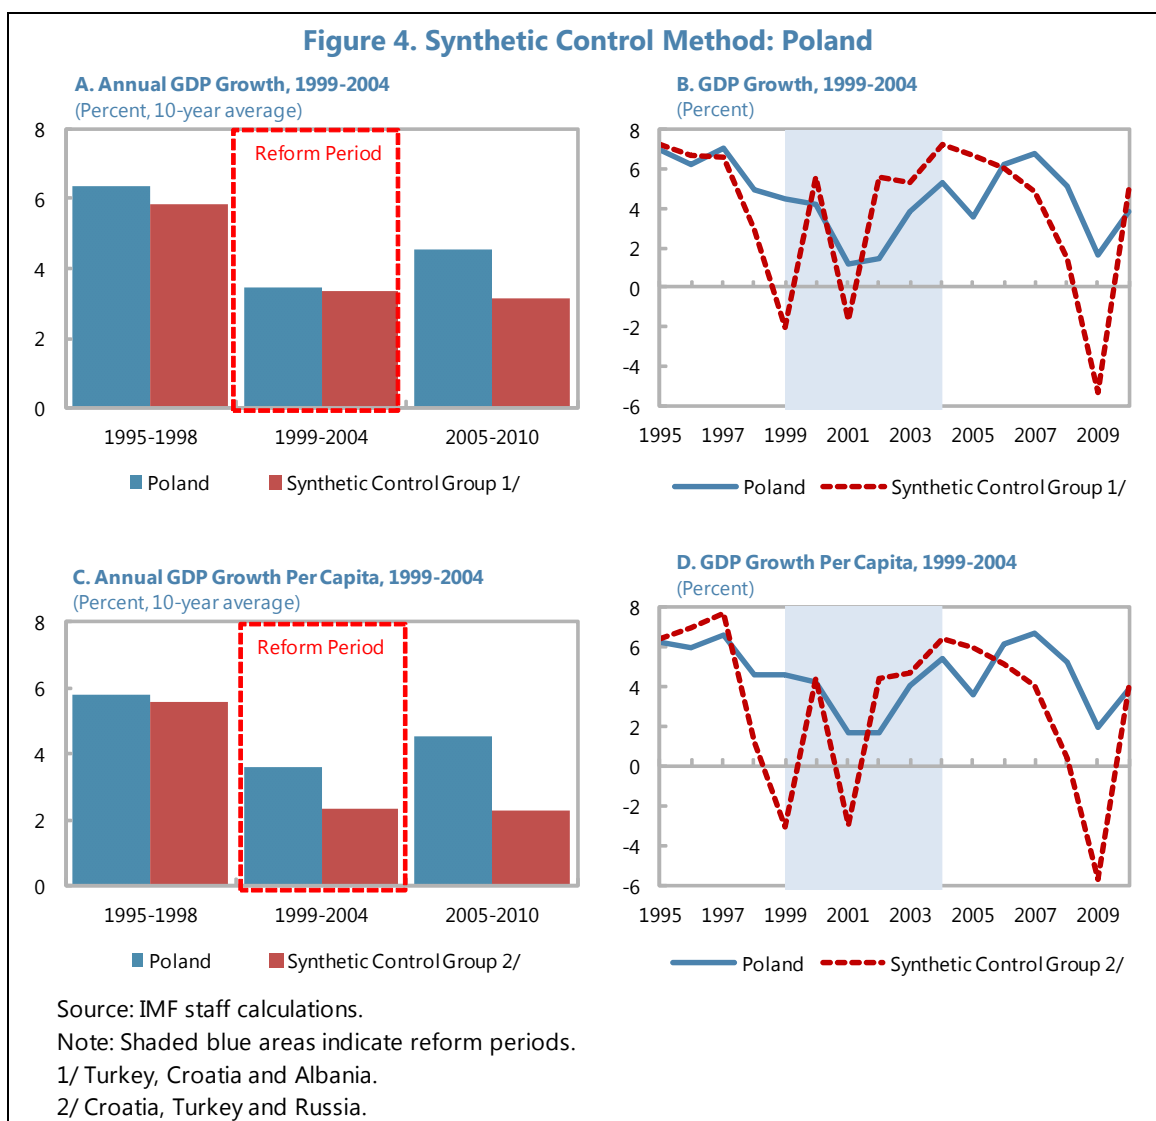 Figure 4. Synthetic Control Method: Poland
A. Annual GDP Growth, 1999-2004
(Percent, 10-year average)
8
6
4
2
0
Reform Period
1995-1998
1999-2004
2005-2010
Poland
Synthetic Control Group 1/
B. GDP Growth, 1999-2004
(Percent)
8
6
4
2
0
-2
-4
-6
1995
1997
1999
2001
2003
2005
2007
2009
Poland
Synthetic Control Group 1/
C. Annual GDP Growth Per Capita, 1999-2004
(Percent, 10-year average)
8
6
4
2
0
Reform Period
1995-1998
1999-2004
2005-2010
Poland
Synthetic Control Group 2/
D. GDP Growth Per Capita, 1999-2004
(Percent)
8
6
4
2
0
-2
-4
-6
1995
1997
1999
2001
2003
2005
2007
2009
Poland
Synthetic Control Group 2/
Source: IMF staff calculations.
Note: Shaded blue areas indicate reform periods.
1/ Turkey, Croatia and Albania.
2/ Croatia, Turkey and Russia.